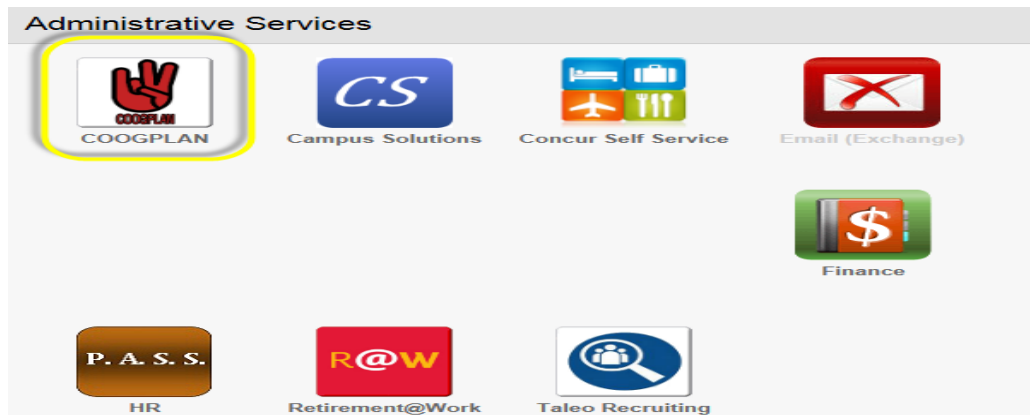 Administrative Services
COOGPLAN
CS
COOGPLAN
Campus Solutions
Concur Self Service
Email (Exchange)
$
Finance
P. A. S. S.
R@W
HR
Retirement@Work
Taleo Recruiting